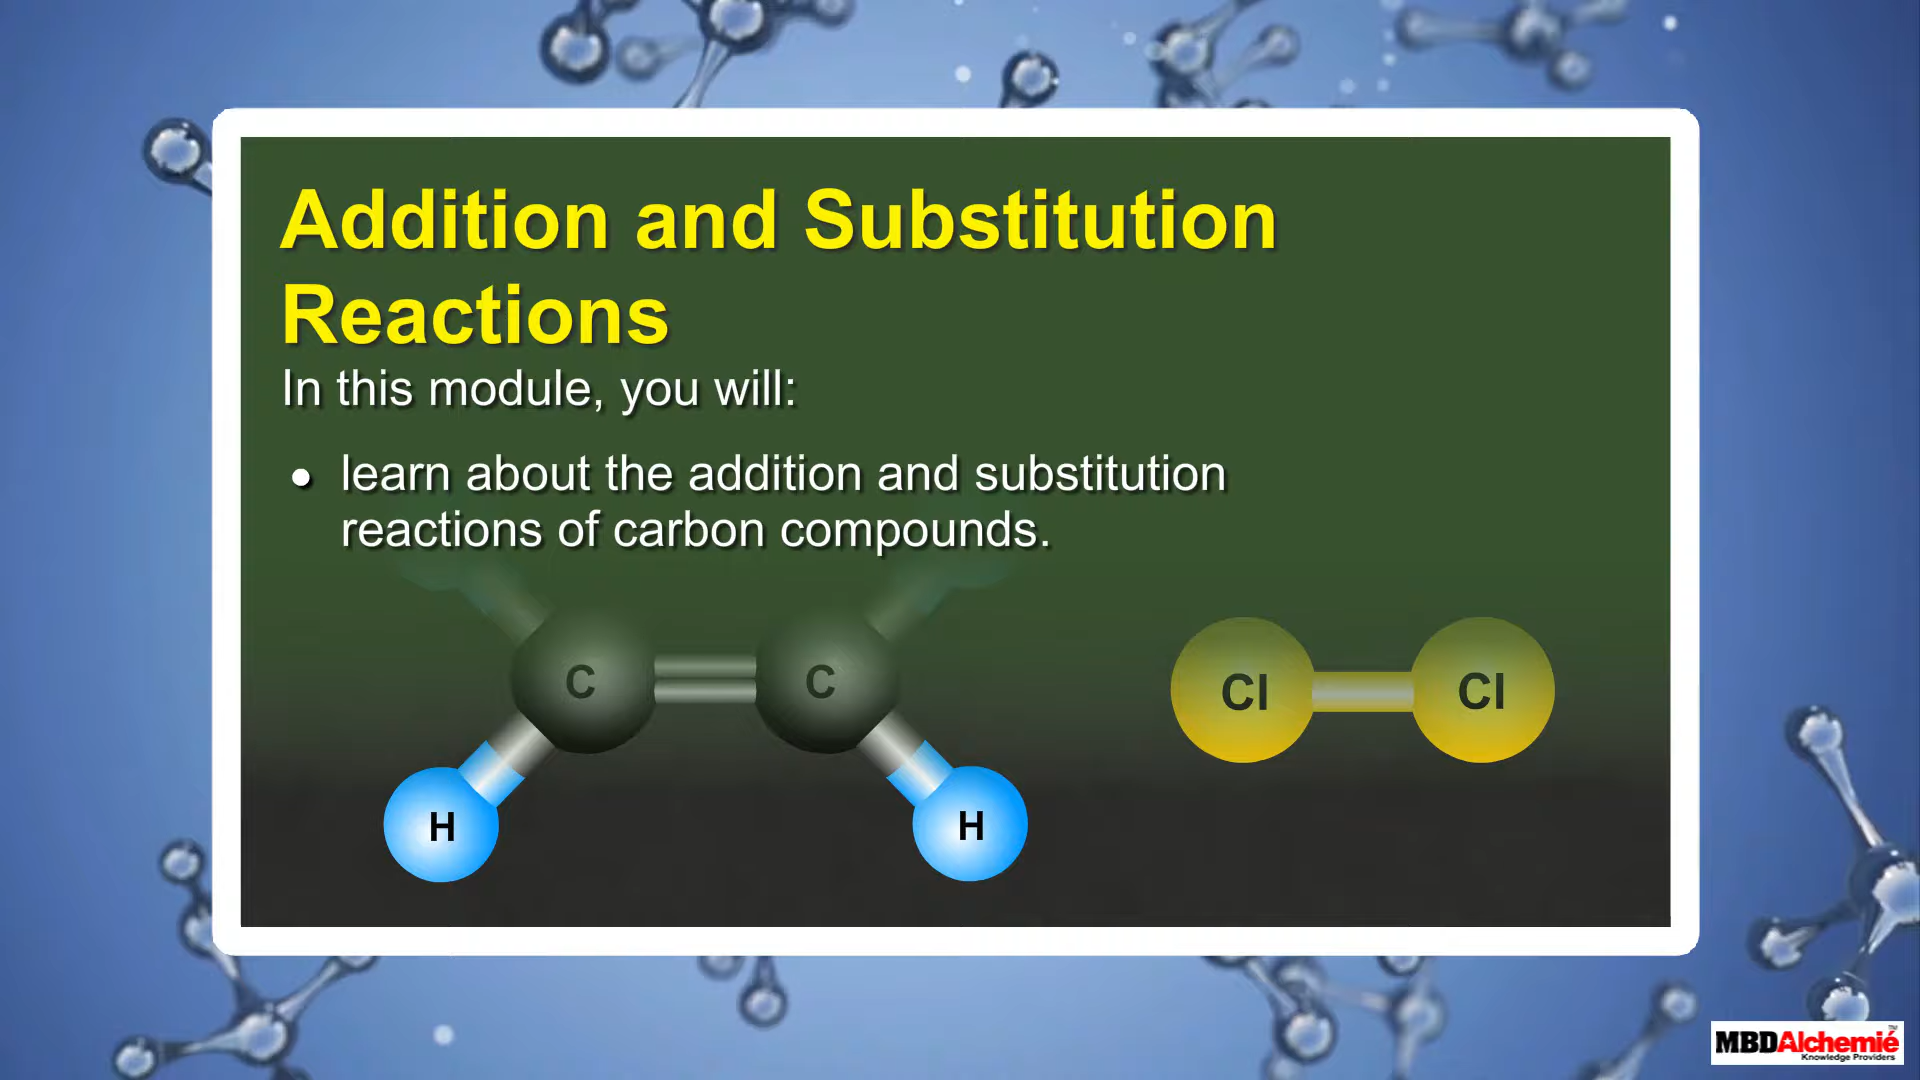 Addition and Substitution
Reactions
In this module, you will:
• learn about the addition and substitution
reactions of carbon compounds.
C C
Cl Cl
H H
MBDAlchemié™
Knowledge Providers